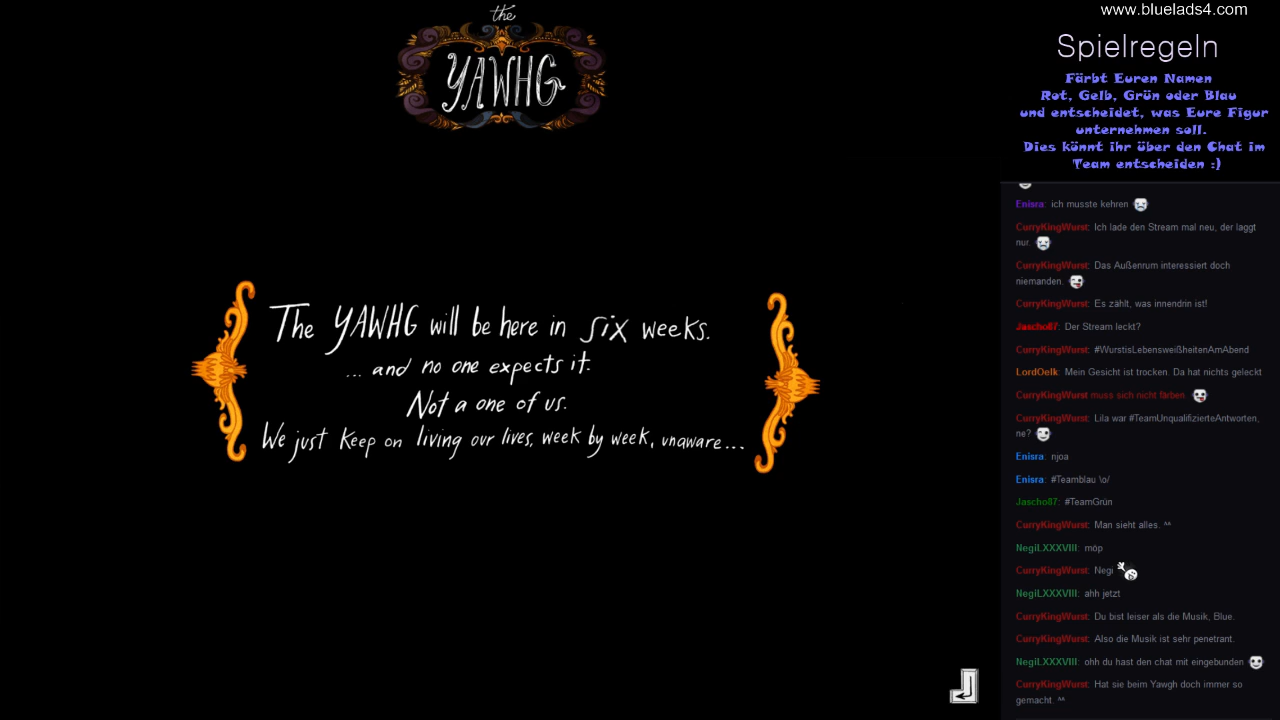 the
YAWHG
The YAWHG will be here in six weeks.
... and no one expects it.
Not a one of us.
We just keep on living our lives, week by week, unaware...
www.bluelads4.com
Spielregeln
Färbt Euren Namen
Rot, Gelb, Grün oder Blau
und entscheidet, was Eure Figur
unternehmen soll.
Dies könnt ihr über den Chat im
Team entscheiden :)
Enisra: ich musste kehren
CurryKingWurst: Ich lade den Stream mal neu, der laggt
nur.
CurryKingWurst: Das Außenrum interessiert doch
niemanden.
CurryKingWurst: Es zählt, was innendrin ist!
Jascho87: Der Stream leckt?
CurryKingWurst: #WurstisLebensweißheitenAmAbend
LordOelk: Mein Gesicht ist trocken. Da hat nichts geleckt
CurryKingWurst muss sich nicht färben.
CurryKingWurst: Lila war #TeamUnqualifizierteAntworten,
ne?
Enisra: njoa
Enisra: #Teamblau \o/
Jascho87: #TeamGrün
CurryKingWurst: Man sieht alles. ^^
NegiLXXXVIII: möp
CurryKingWurst: Negi
NegiLXXXVIII: ahh jetzt
CurryKingWurst: Du bist leiser als die Musik, Blue.
CurryKingWurst: Also die Musik ist sehr penetrant.
NegiLXXXVIII: ohh du hast den chat mit eingebunden
CurryKingWurst: Hat sie beim Yawgh doch immer so
gemacht. ^^